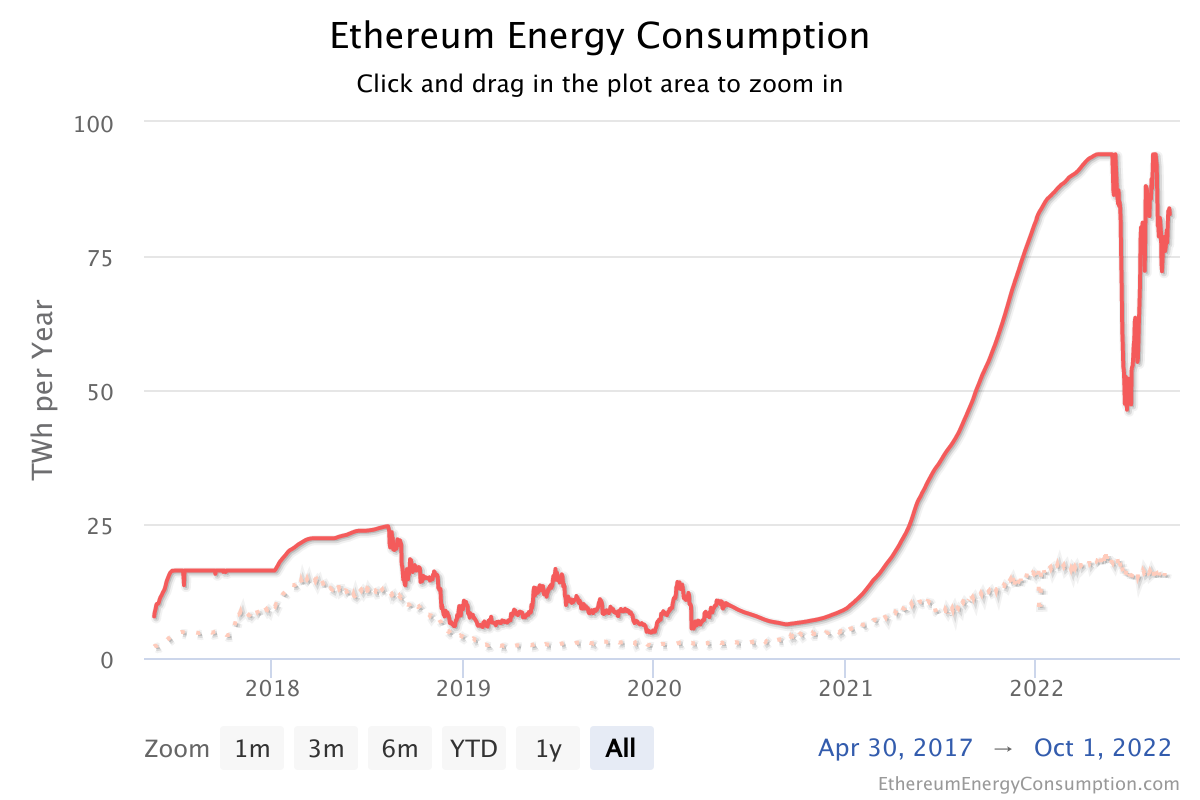 Ethereum Energy Consumption
Click and drag in the plot area to zoom in
TWh per Year
100
75
50
25
0
2018 2019 2020 2021 2022
Zoom 1m 3m 6m YTD 1y All Apr 30, 2017 → Oct 1, 2022
EthereumEnergyConsumption.com